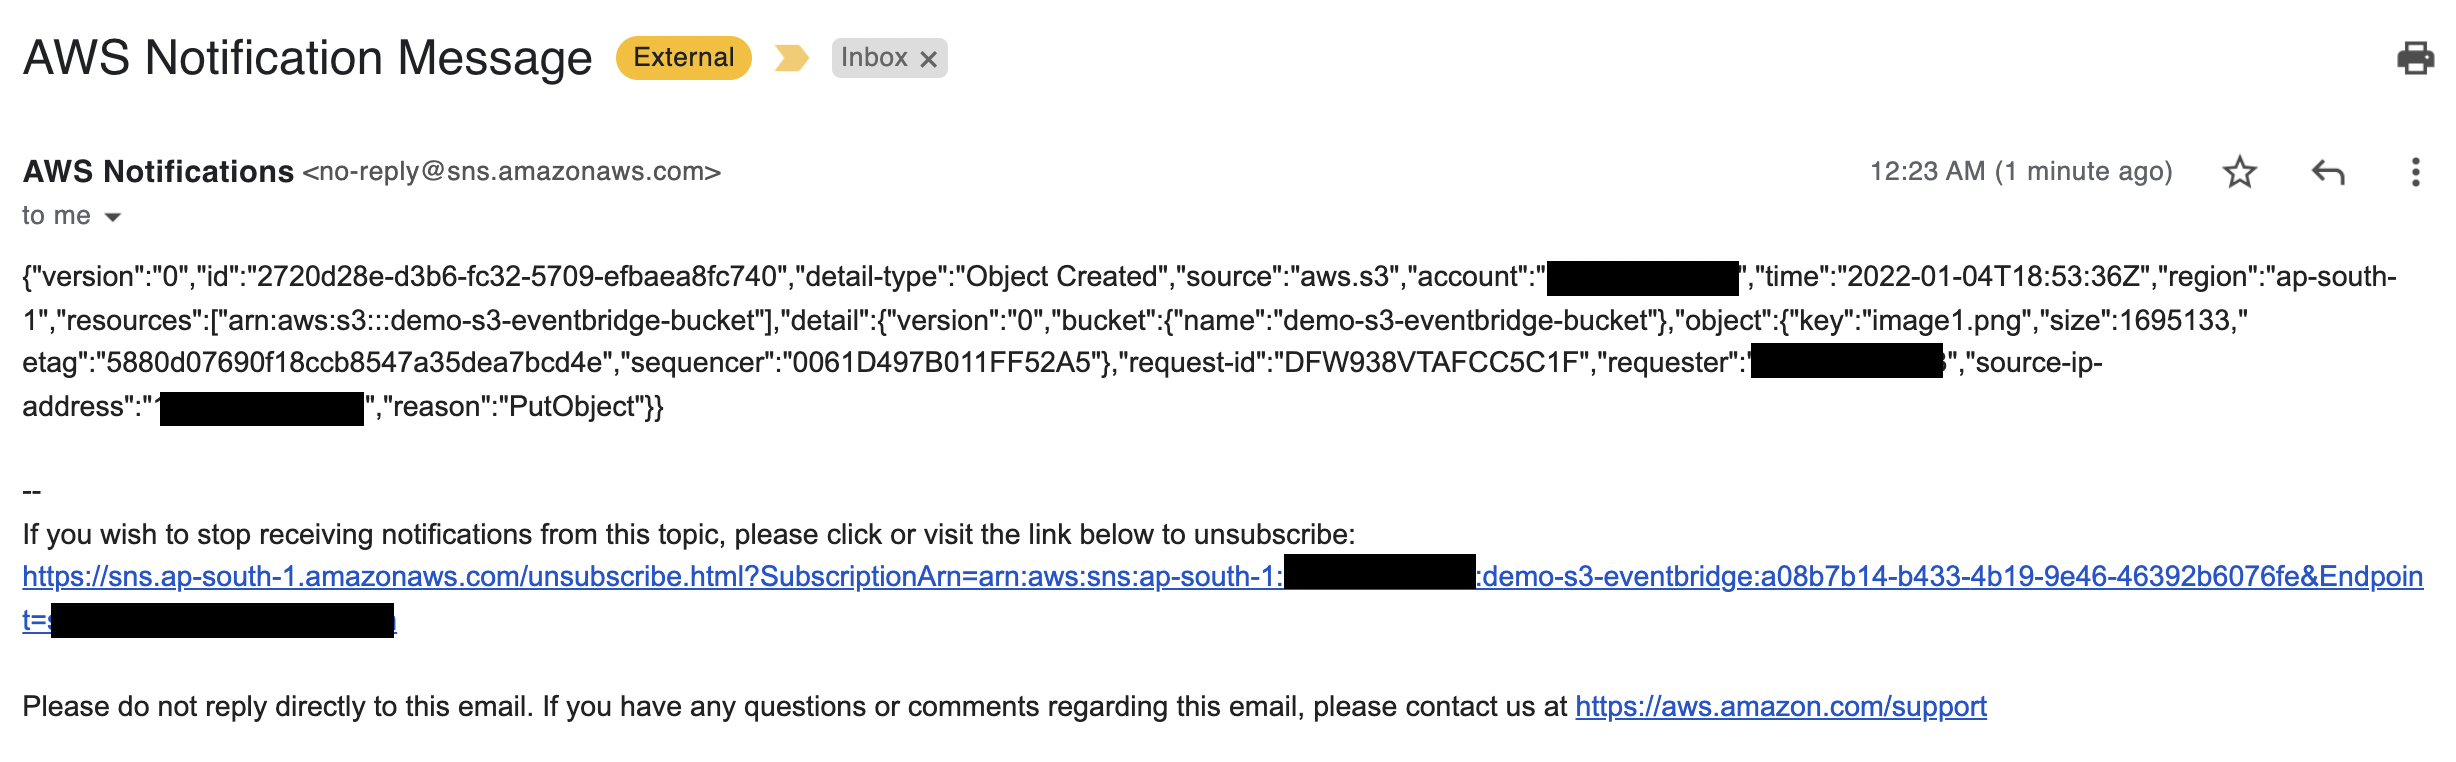 AWS Notification Message External Inbox ×
AWS Notifications <no-reply@sns.amazonaws.com> 12:23 AM (1 minute ago)
to me
{"version":"0","id":"2720d28e-d3b6-fc32-5709-efbaea8fc740","detail-type":"Object Created","source":"aws.s3","account":" ","time":"2022-01-04T18:53:36Z","region":"ap-south-
1","resources":["arn:aws:s3:::demo-s3-eventbridge-bucket"],"detail":{"version":"0","bucket":{"name":"demo-s3-eventbridge-bucket"},"object":{"key":"image1.png","size":1695133,"
etag":"5880d07690f18ccb8547a35dea7bcd4e","sequencer":"0061D497B011FF52A5"},"request-id":"DFW938VTAFCC5C1F","requester":" ","source-ip-
address":" ","reason":"PutObject"}}
--
If you wish to stop receiving notifications from this topic, please click or visit the link below to unsubscribe:
https://sns.ap-south-1.amazonaws.com/unsubscribe.html?SubscriptionArn=arn:aws:sns:ap-south-1: :demo-s3-eventbridge:a08b7b14-b433-4b19-9e46-46392b6076fe&Endpoin
t=
Please do not reply directly to this email. If you have any questions or comments regarding this email, please contact us at https://aws.amazon.com/support